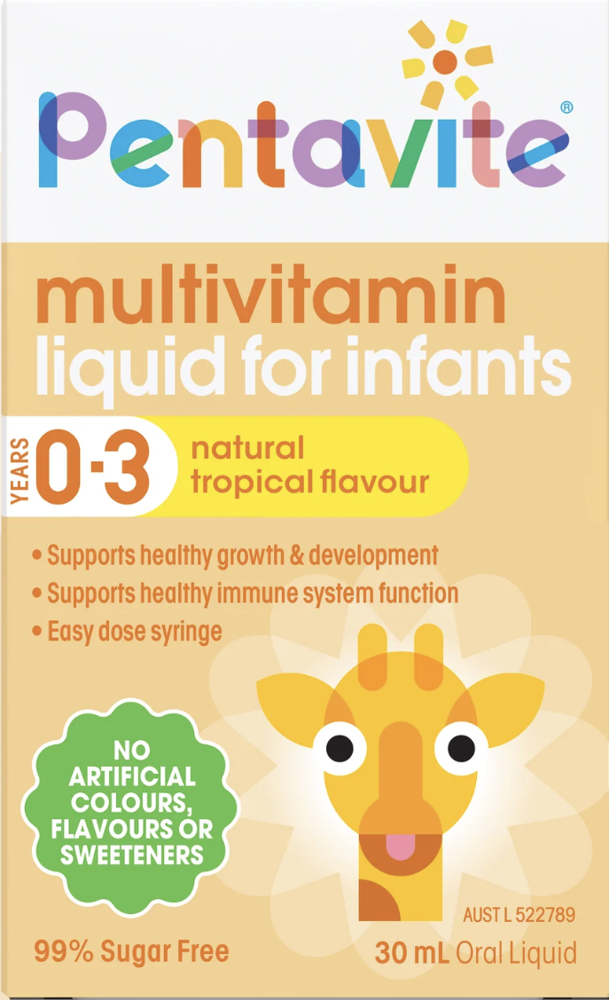 Pentavite®
multivitamin
liquid for infants
YEARS 0-3
natural
tropical flavour
• Supports healthy growth & development
• Supports healthy immune system function
• Easy dose syringe
NO
ARTIFICIAL
COLOURS,
FLAVOURS OR
SWEETENERS
AUST L 522789
99% Sugar Free
30 mL Oral Liquid